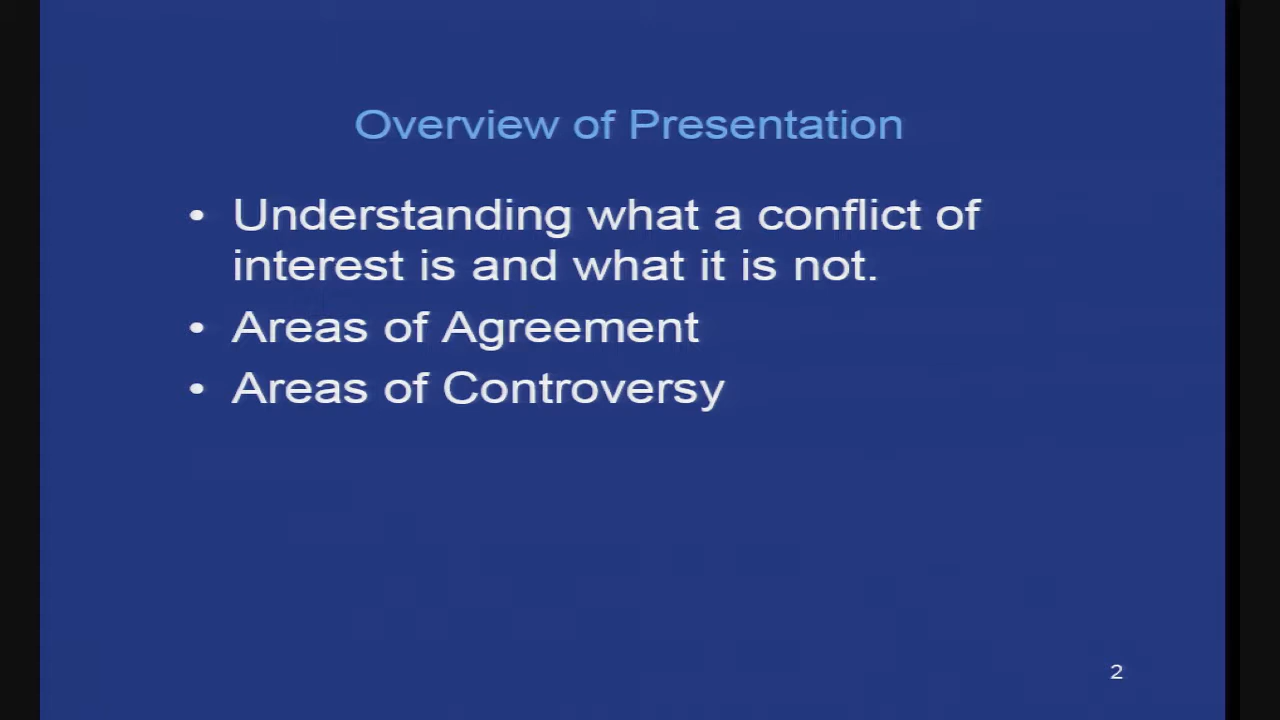 Overview of Presentation
• Understanding what a conflict of
interest is and what it is not.
• Areas of Agreement
• Areas of Controversy
2